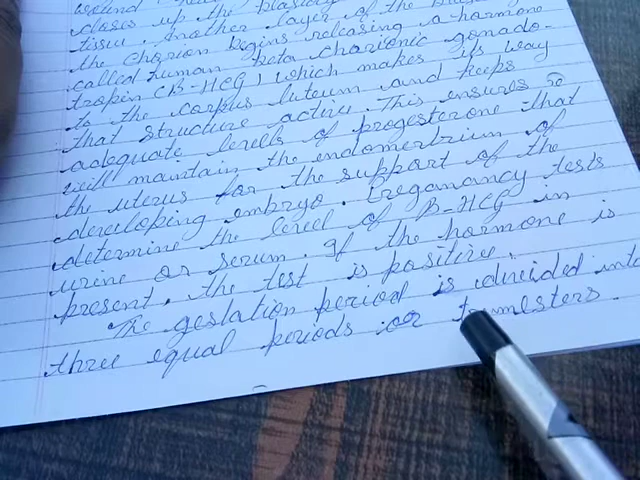 closes up the
tissue. Another layer of the
the chorion begins releasing a hormone
called human beta chorionic gonado-
tropin (B-HCG) which makes its way
to the corpus luteum and keeps
that structure active. This ensures
adequate levels of progesterone that
will maintain the endometrium of
the uterus for the support of the
developing embryo. Preganancy tests
determine the level of B-HCG in
urine or serum. If the hormone is
present, the test is positive.
The gestation period is divided into
three equal periods or trimesters.